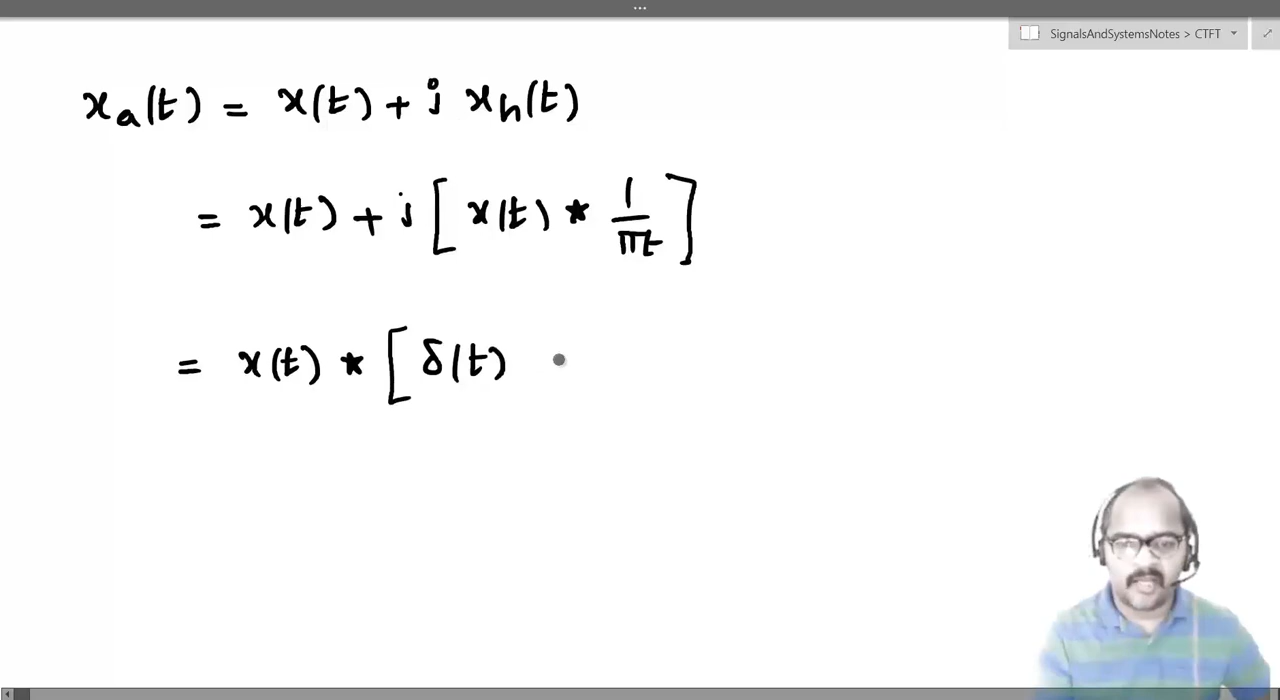 ...
SignalsAndSystemsNotes > CTFT
xₐ(t) = x(t) + j xₕ(t)
= x(t) + j [ x(t) * 1/πt ]
= x(t) * [ δ(t)